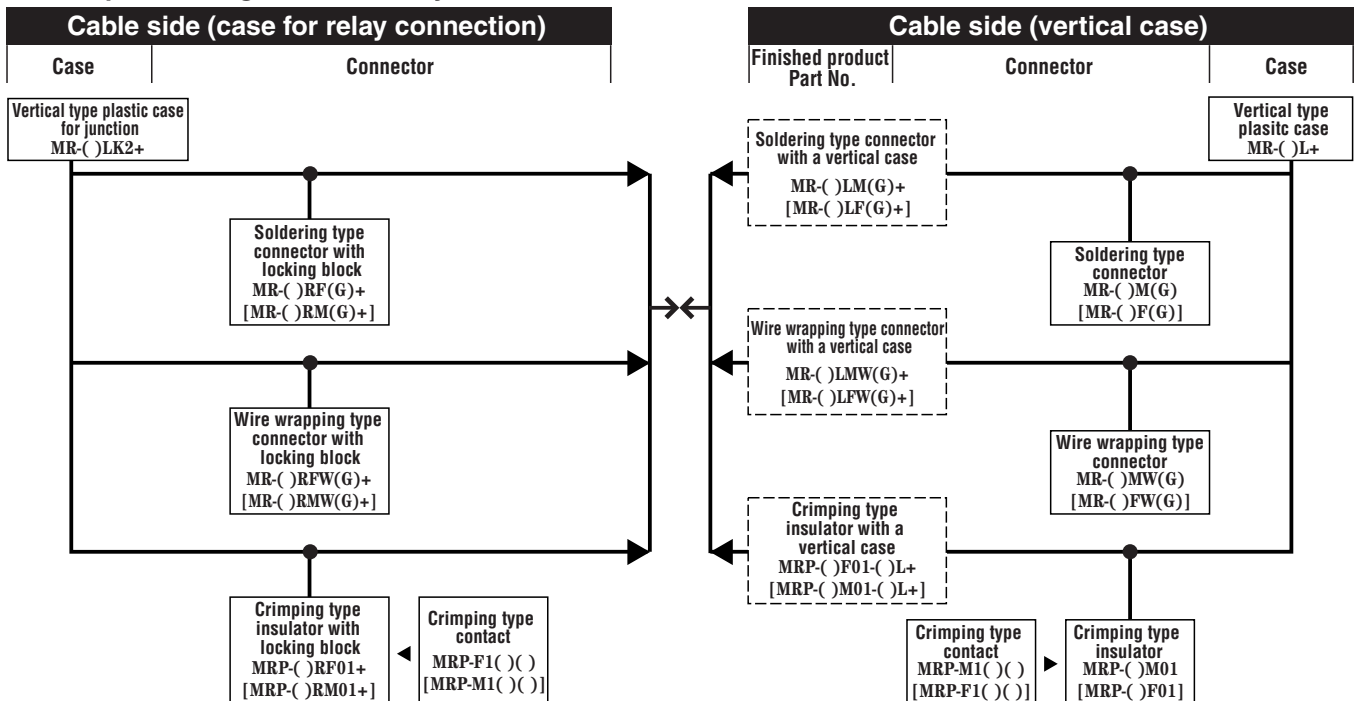 Cable side (case for relay connection)
Case
Connector
Vertical type plastic case
for junction
MR-( )LK2+
Soldering type
connector with
locking block
MR-( )RF(G)+
[MR-( )RM(G)+]
Wire wrapping type
connector with
locking block
MR-( )RFW(G)+
[MR-( )RMW(G)+]
Crimping type
insulator with
locking block
MRP-( )RF01+
[MRP-( )RM01+]
Crimping type
contact
MRP-F1( )( )
[MRP-M1( )( )]
Cable side (vertical case)
Finished product
Part No.
Connector
Case
Soldering type connector
with a vertical case
MR-( )LM(G)+
[MR-( )LF(G)+]
Vertical type
plasitc case
MR-( )L+
Soldering type
connector
MR-( )M(G)
[MR-( )F(G)]
Wire wrapping type connector
with a vertical case
MR-( )LMW(G)+
[MR-( )LFW(G)+]
Wire wrapping type
connector
MR-( )MW(G)
[MR-( )FW(G)]
Crimping type
insulator with a
vertical case
MRP-( )F01-( )L+
[MRP-( )M01-( )L+]
Crimping type
contact
MRP-M1( )( )
[MRP-F1( )( )]
Crimping type
insulator
MRP-( )M01
[MRP-( )F01]